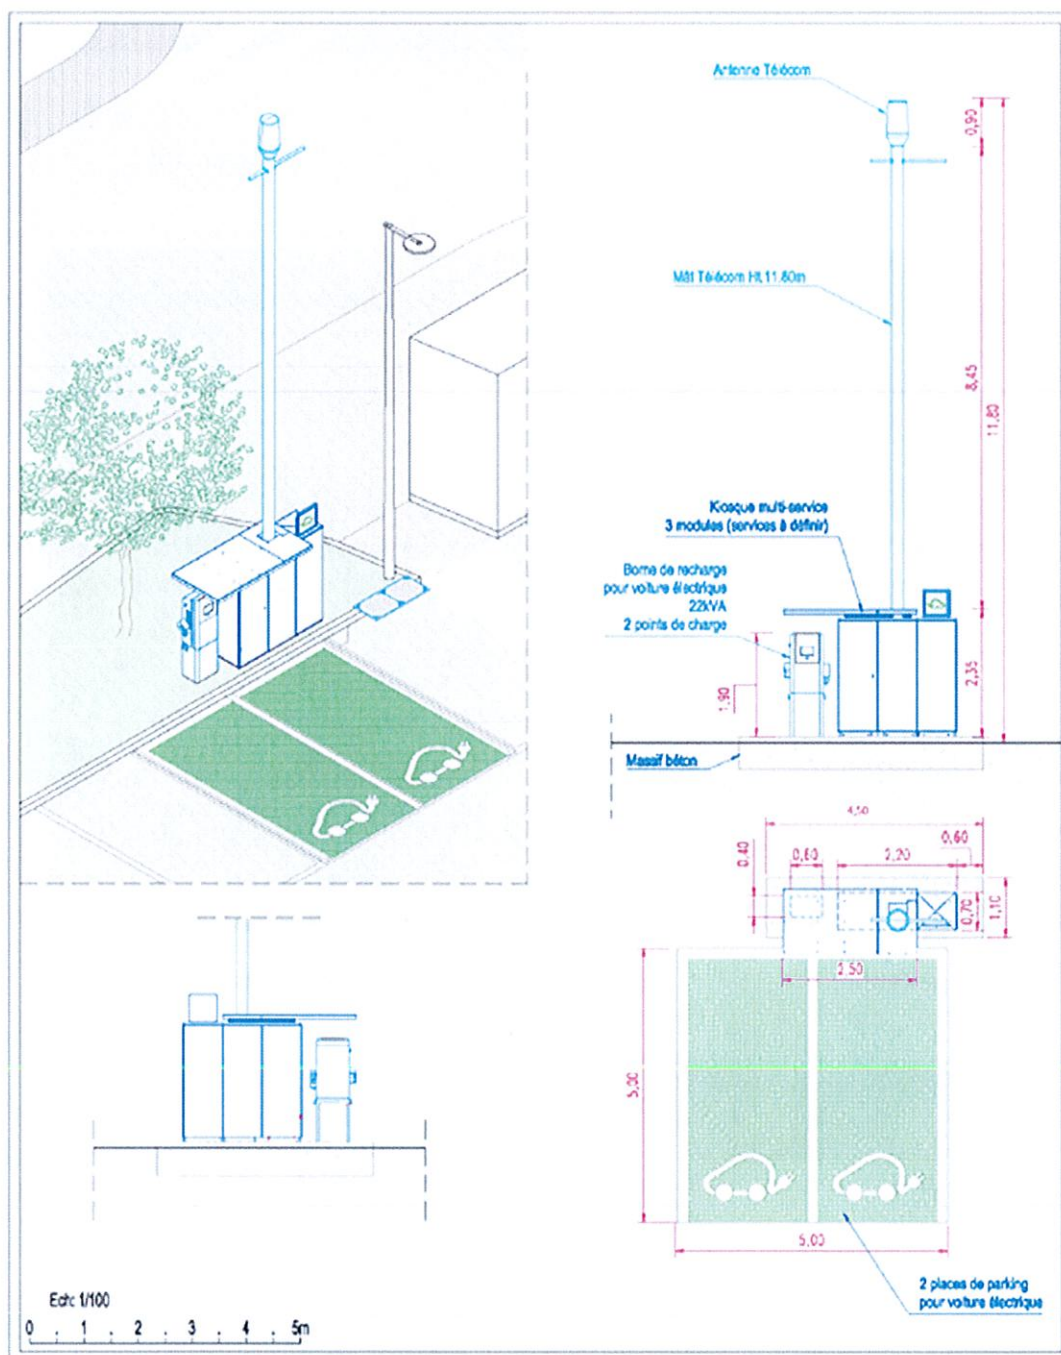 Antenne Télécom
0,90
Mât Télécom Ht.11.80m
8,45
11,80
Kiosque multi-service
3 modules (services à définir)
Borne de recharge
pour voiture électrique
22kVA
2 points de charge
1,90
2,35
Massif béton
4,50
0,40
0,60
2,20
0,60
0,70
1,10
2,50
5,00
5,00
2 places de parking
pour voiture électrique
Ech: 1/100
0 . 1 . 2 . 3 . 4 . 5m